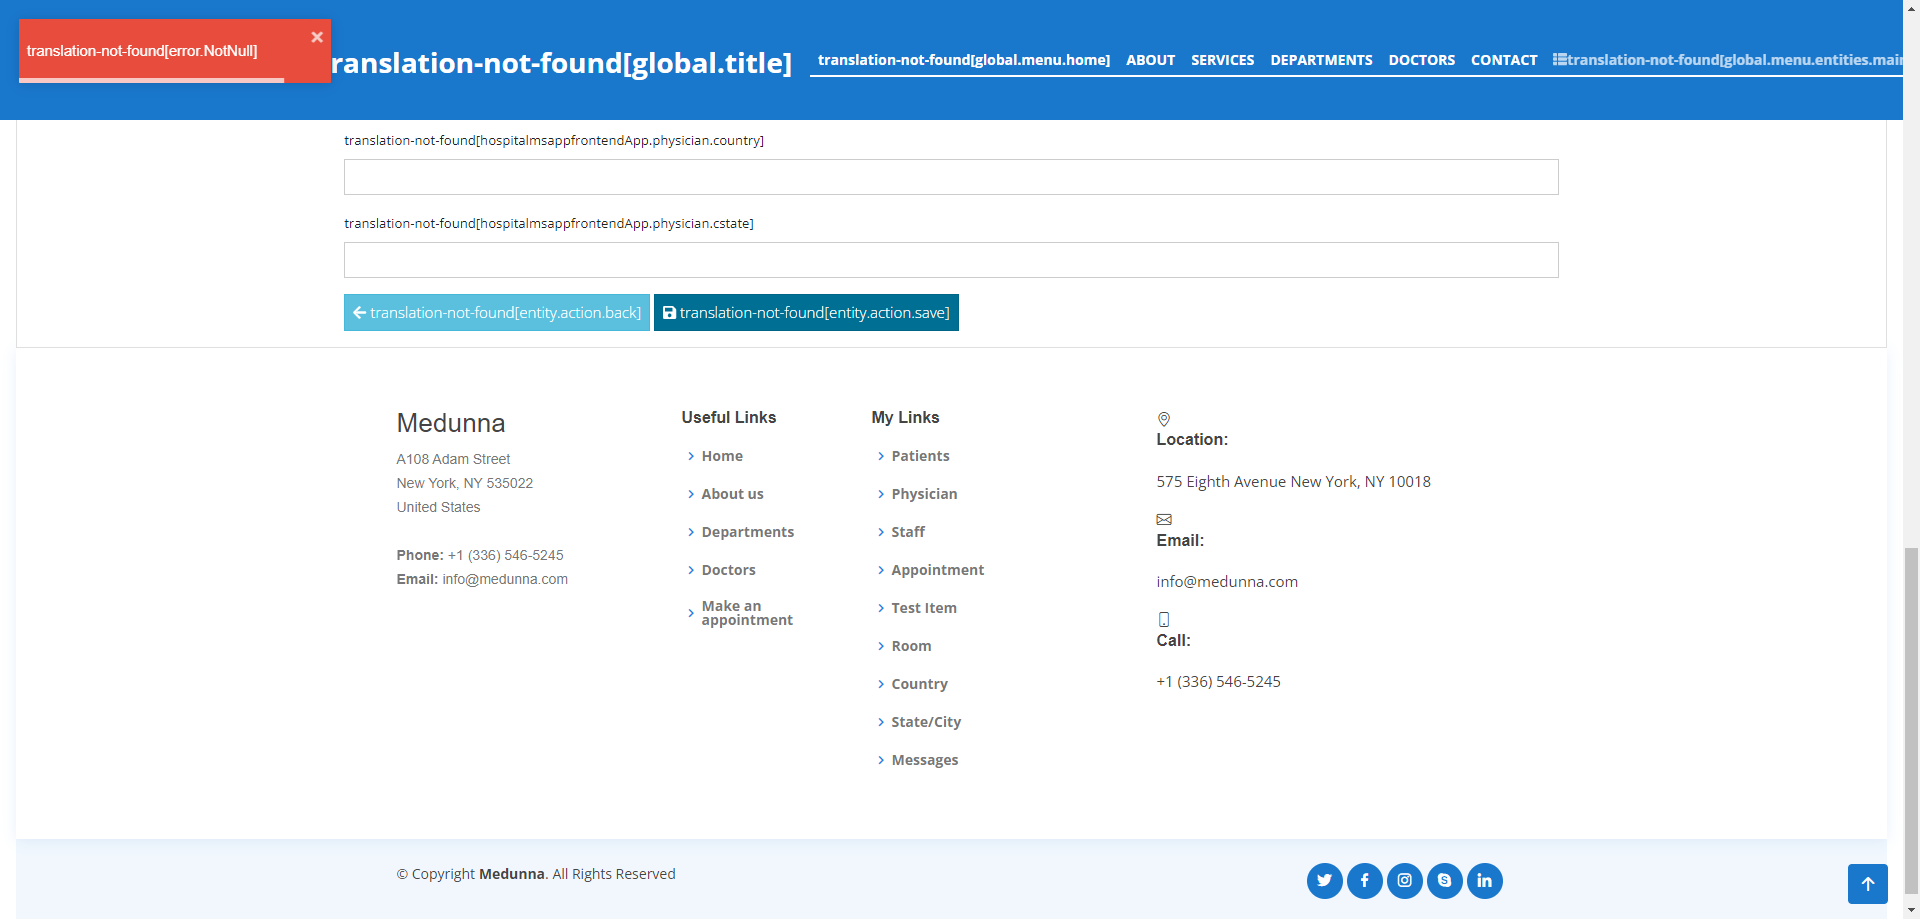 translation-not-found[error.NotNull]
ranslation-not-found[global.title]
translation-not-found[global.menu.home]
ABOUT
SERVICES
DEPARTMENTS
DOCTORS
CONTACT
translation-not-found[global.menu.entities.main
translation-not-found[hospitalmsappfrontendApp.physician.country]
translation-not-found[hospitalmsappfrontendApp.physician.cstate]
translation-not-found[entity.action.back]
translation-not-found[entity.action.save]
Medunna
A108 Adam Street
New York, NY 535022
United States
Phone: +1 (336) 546-5245
Email: info@medunna.com
Useful Links
Home
About us
Departments
Doctors
Make an
appointment
My Links
Patients
Physician
Staff
Appointment
Test Item
Room
Country
State/City
Messages
Location:
575 Eighth Avenue New York, NY 10018
Email:
info@medunna.com
Call:
+1 (336) 546-5245
© Copyright Medunna. All Rights Reserved